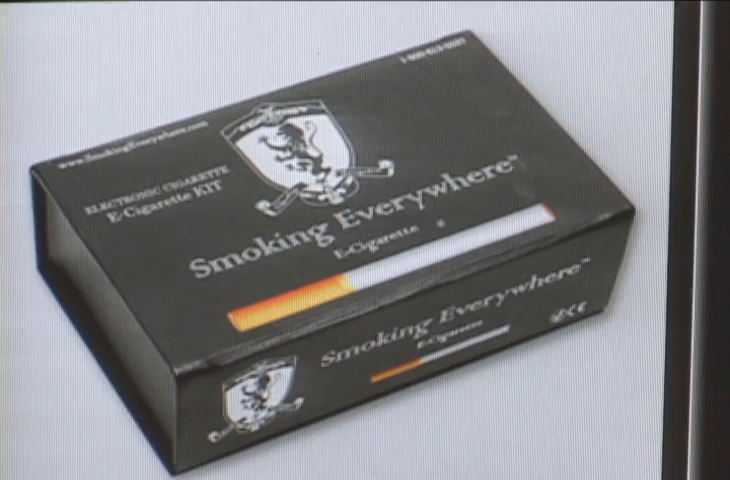 www.SmokingEverywhere.com
ELECTRONIC CIGARETTE
E-Cigarette KIT
Smoking Everywhere™
E-Cigarette
Smoking Everywhere™
E-Cigarette
CE